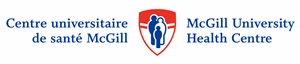 Centre universitaire
de santé McGill
McGill University
Health Centre